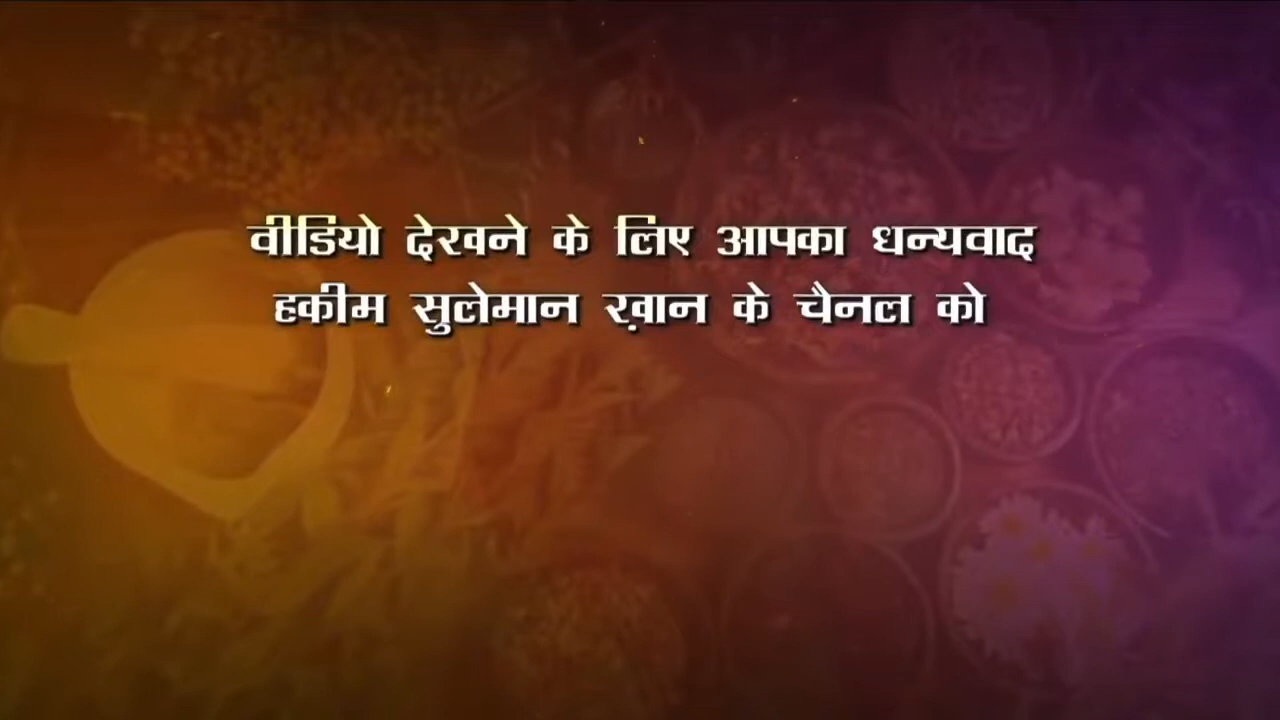 वीडियो देखने के लिए आपका धन्यवाद
हकीम सुलेमान ख़ान के चैनल को